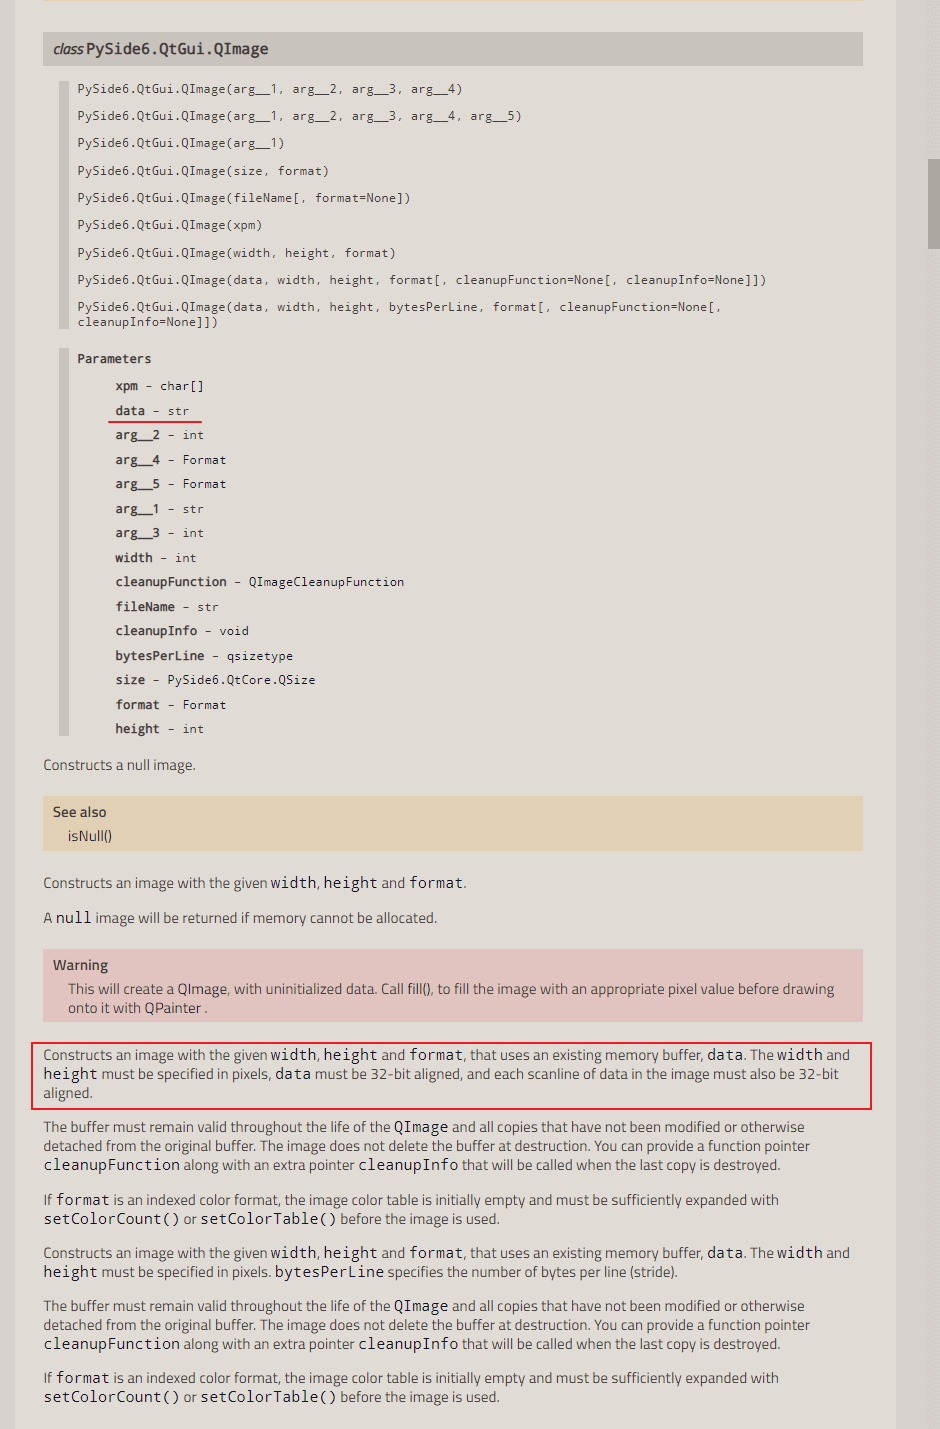 class PySide6.QtGui.QImage
PySide6.QtGui.QImage(arg__1, arg__2, arg__3, arg__4)
PySide6.QtGui.QImage(arg__1, arg__2, arg__3, arg__4, arg__5)
PySide6.QtGui.QImage(arg__1)
PySide6.QtGui.QImage(size, format)
PySide6.QtGui.QImage(fileName[, format=None])
PySide6.QtGui.QImage(xpm)
PySide6.QtGui.QImage(width, height, format)
PySide6.QtGui.QImage(data, width, height, format[, cleanupFunction=None[, cleanupInfo=None]])
PySide6.QtGui.QImage(data, width, height, bytesPerLine, format[, cleanupFunction=None[,
cleanupInfo=None]])
Parameters
xpm – char[]
data – str
arg__2 – int
arg__4 – Format
arg__5 – Format
arg__1 – str
arg__3 – int
width – int
cleanupFunction – QImageCleanupFunction
fileName – str
cleanupInfo – void
bytesPerLine – qsizetype
size – PySide6.QtCore.QSize
format – Format
height – int
Constructs a null image.
See also
isNull()
Constructs an image with the given width, height and format.
A null image will be returned if memory cannot be allocated.
Warning
This will create a QImage, with uninitialized data. Call fill(), to fill the image with an appropriate pixel value before drawing
onto it with QPainter .
Constructs an image with the given width, height and format, that uses an existing memory buffer, data. The width and
height must be specified in pixels, data must be 32-bit aligned, and each scanline of data in the image must also be 32-bit
aligned.
The buffer must remain valid throughout the life of the QImage and all copies that have not been modified or otherwise
detached from the original buffer. The image does not delete the buffer at destruction. You can provide a function pointer
cleanupFunction along with an extra pointer cleanupInfo that will be called when the last copy is destroyed.
If format is an indexed color format, the image color table is initially empty and must be sufficiently expanded with
setColorCount() or setColorTable() before the image is used.
Constructs an image with the given width, height and format, that uses an existing memory buffer, data. The width and
height must be specified in pixels. bytesPerLine specifies the number of bytes per line (stride).
The buffer must remain valid throughout the life of the QImage and all copies that have not been modified or otherwise
detached from the original buffer. The image does not delete the buffer at destruction. You can provide a function pointer
cleanupFunction along with an extra pointer cleanupInfo that will be called when the last copy is destroyed.
If format is an indexed color format, the image color table is initially empty and must be sufficiently expanded with
setColorCount() or setColorTable() before the image is used.